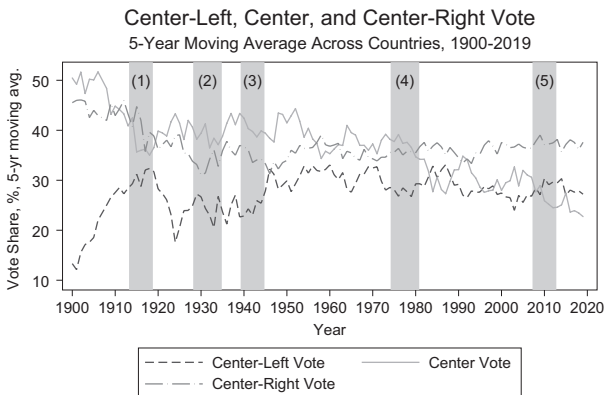 Center-Left, Center, and Center-Right Vote
5-Year Moving Average Across Countries, 1900-2019
(1) (2) (3) (4) (5)
Vote Share, %, 5-yr moving avg.
50
40
30
20
10
1900 1910 1920 1930 1940 1950 1960 1970 1980 1990 2000 2010 2020
Year
Center-Left Vote Center Vote
Center-Right Vote